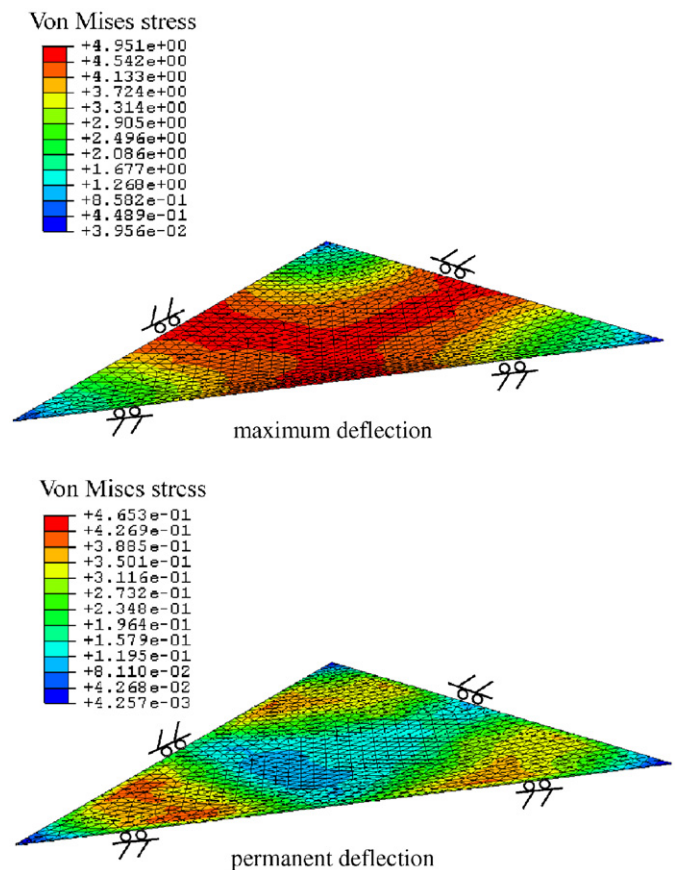 Von Mises stress
+4.951e+00
+4.542e+00
+4.133e+00
+3.724e+00
+3.314e+00
+2.905e+00
+2.496e+00
+2.086e+00
+1.677e+00
+1.268e+00
+8.582e-01
+4.489e-01
+3.956e-02
maximum deflection
Von Mises stress
+4.653e-01
+4.269e-01
+3.885e-01
+3.501e-01
+3.116e-01
+2.732e-01
+2.348e-01
+1.964e-01
+1.579e-01
+1.195e-01
+8.110e-02
+4.268e-02
+4.257e-03
permanent deflection